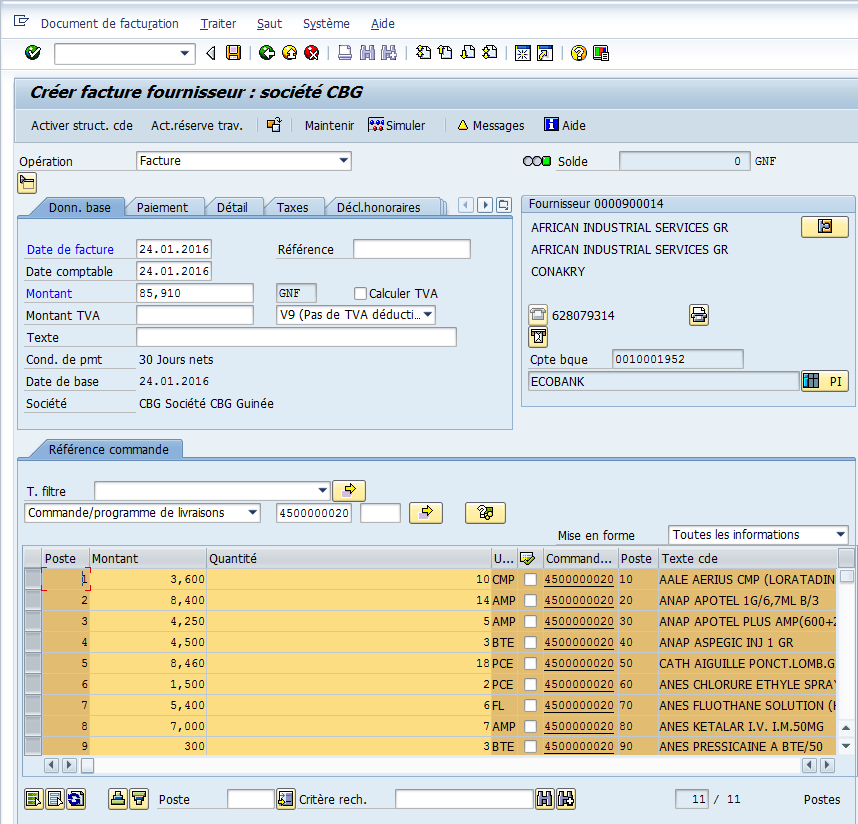 Document de facturation Traiter Saut Système Aide
Créer facture fournisseur : société CBG
Activer struct. cde Act.réserve trav. Maintenir Simuler Messages Aide
Opération Facture Solde 0 GNF
Donn. base Paiement Détail Taxes Décl.honoraires
Fournisseur 0000900014
Date de facture 24.01.2016 Référence
AFRICAN INDUSTRIAL SERVICES GR
AFRICAN INDUSTRIAL SERVICES GR
Date comptable 24.01.2016
CONAKRY
Montant 85,910 GNF Calculer TVA
Montant TVA V9 (Pas de TVA déducti...
628079314
Texte
Cond. de pmt 30 Jours nets
Cpte bque 0010001952
Date de base 24.01.2016
ECOBANK PI
Société CBG Société CBG Guinée
Référence commande
T. filtre
Commande/programme de livraisons 4500000020
Mise en forme Toutes les informations
Poste Montant Quantité U... Command... Poste Texte cde
1 3,600 10 CMP 4500000020 10 AALE AERIUS CMP (LORATADIN
2 8,400 14 AMP 4500000020 20 ANAP APOTEL 1G/6,7ML B/3
3 4,250 5 AMP 4500000020 30 ANAP APOTEL PLUS AMP(600+2
4 4,500 3 BTE 4500000020 40 ANAP ASPEGIC INJ 1 GR
5 8,460 18 PCE 4500000020 50 CATH AIGUILLE PONCT.LOMB.G
6 1,500 2 PCE 4500000020 60 ANES CHLORURE ETHYLE SPRAY
7 5,400 6 FL 4500000020 70 ANES FLUOTHANE SOLUTION (H
8 7,000 7 AMP 4500000020 80 ANES KETALAR I.V. I.M.50MG
9 300 3 BTE 4500000020 90 ANES PRESSICAINE A BTE/50
Poste Critère rech. 11 / 11 Postes